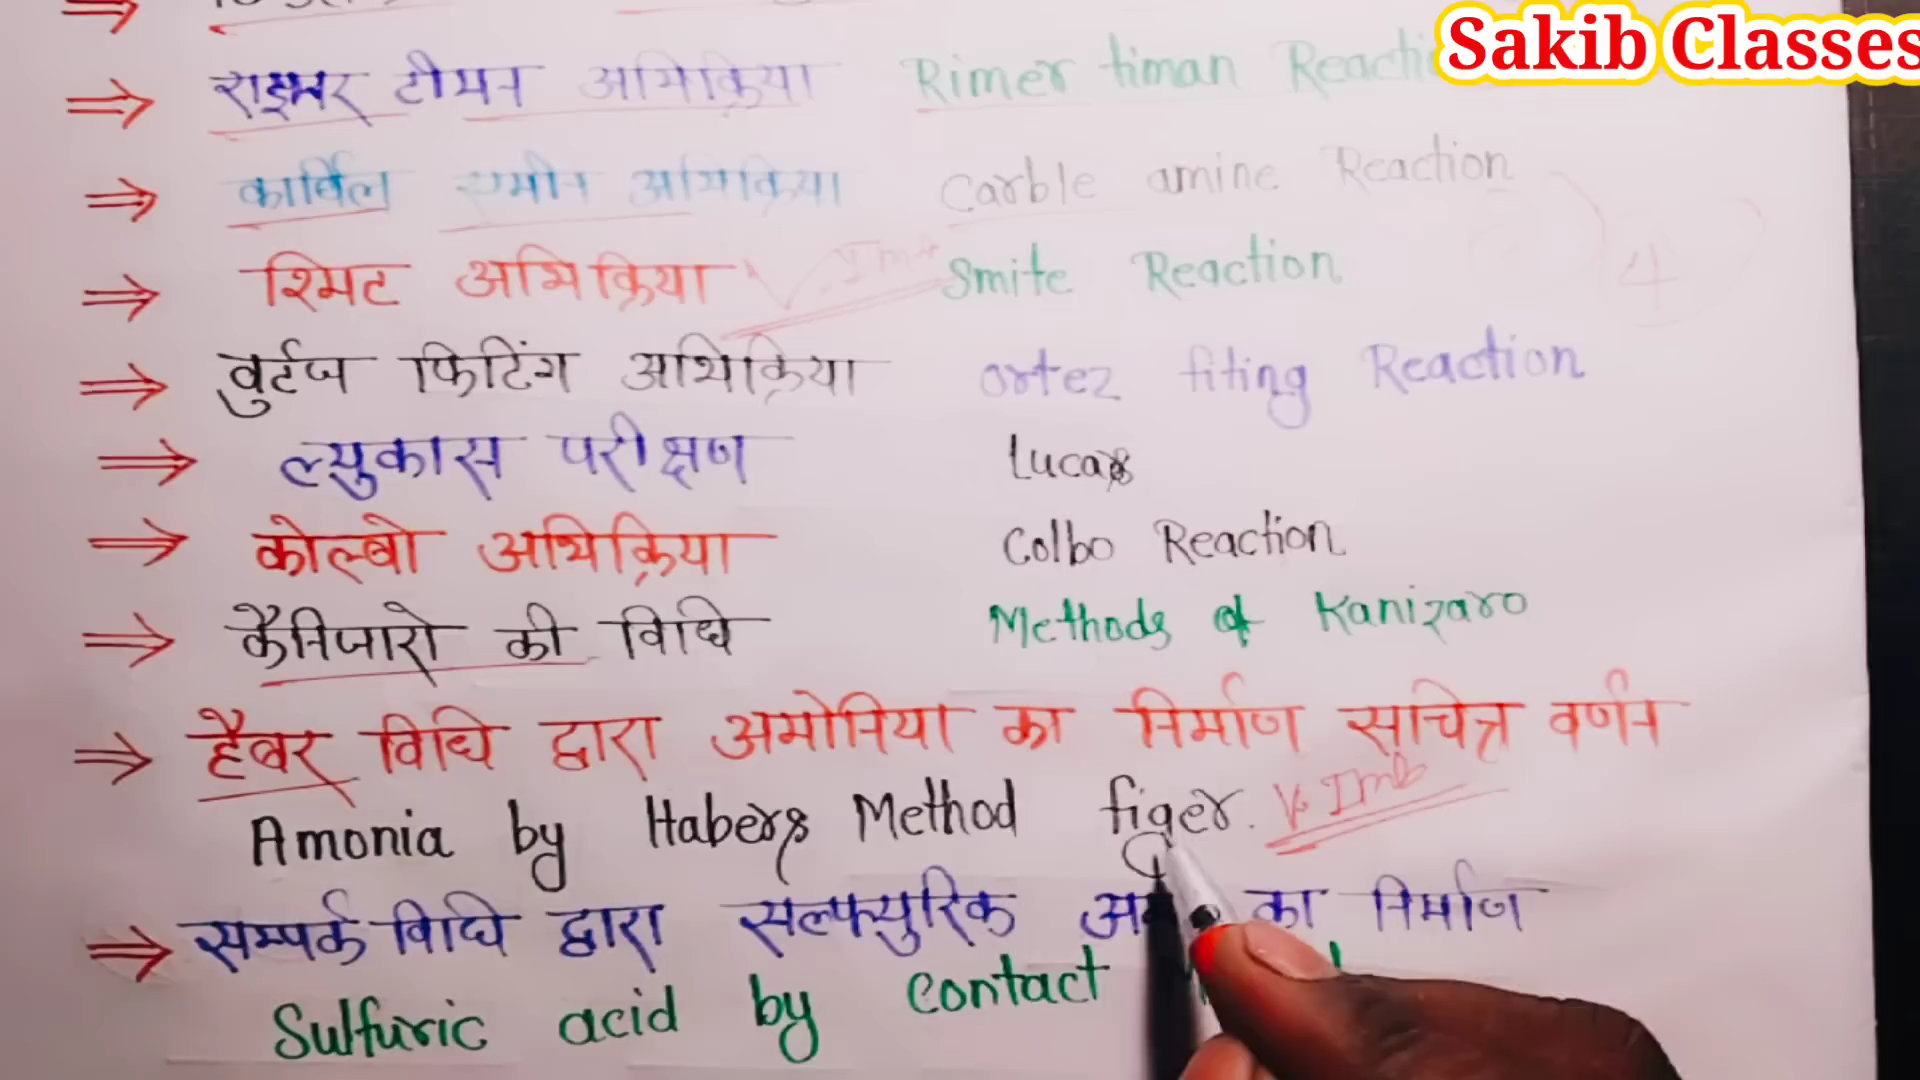 Sakib Classes
राइमर टीमन अभिक्रिया Rimer timan Reacti
कार्बिल एमीन अभिक्रिया Carble amine Reaction
श्मिट अभिक्रिया V. Imp Smite Reaction 4
वुर्टज फिटिंग अभिक्रिया ortez fiting Reaction
ल्युकास परीक्षण Lucas
कोल्बो अभिक्रिया Colbo Reaction
कैनिजारो की विधि Methods of Kanizaro
हैबर विधि द्वारा अमोनिया का निर्माण सचित्र वर्णन
Amonia by Habers Method figer. V. Imp
सम्पर्क विधि द्वारा सल्फ्युरिक का निर्माण
Sulfuric acid by Contact